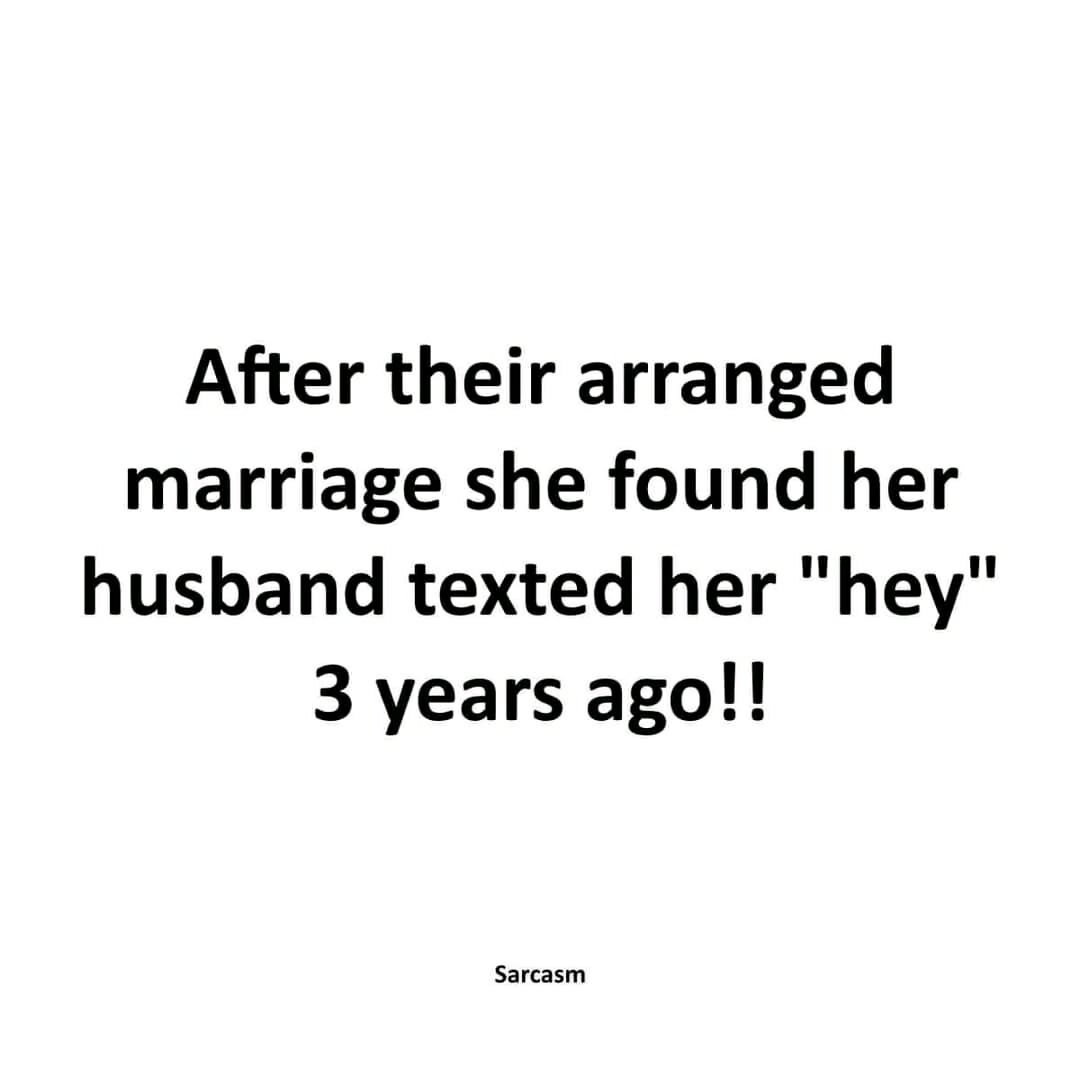 After their arranged
marriage she found her
husband texted her "hey"
3 years ago!!
Sarcasm